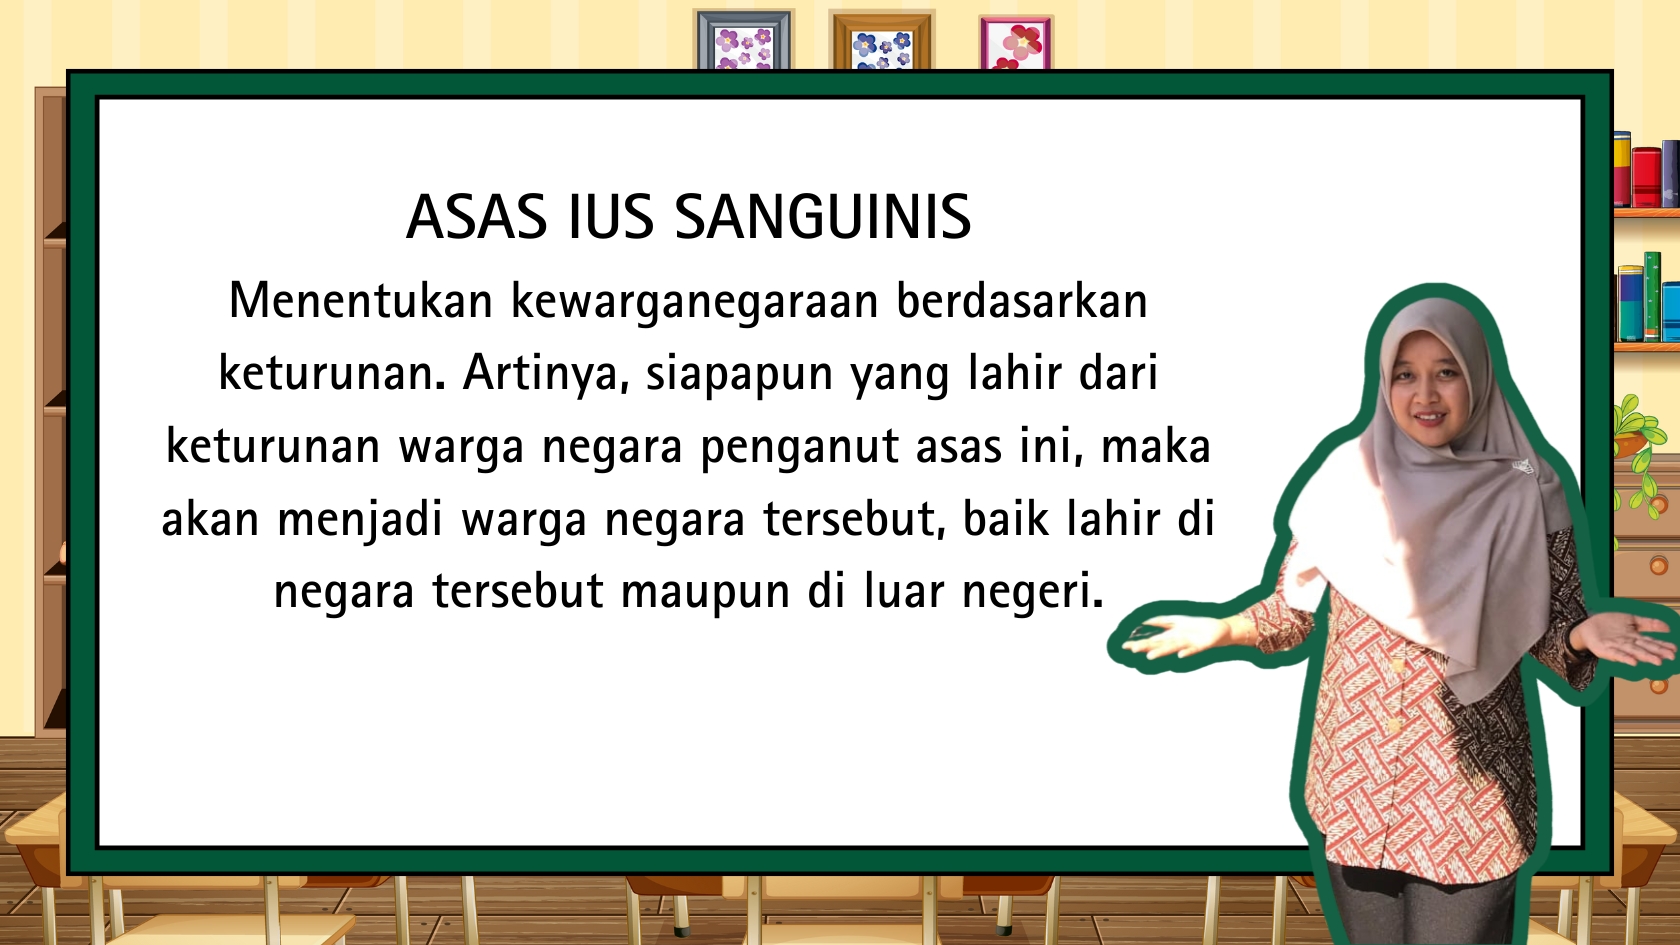 ASAS IUS SANGUINIS
Menentukan kewarganegaraan berdasarkan
keturunan. Artinya, siapapun yang lahir dari
keturunan warga negara penganut asas ini, maka
akan menjadi warga negara tersebut, baik lahir di
negara tersebut maupun di luar negeri.